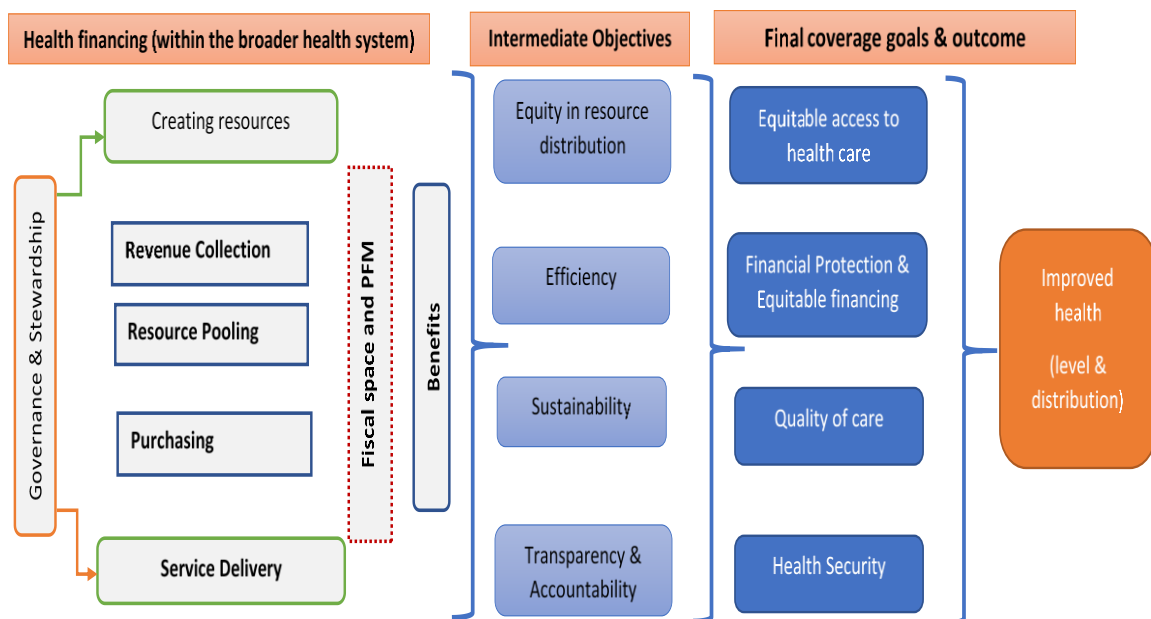 Health financing (within the broader health system)
Intermediate Objectives
Final coverage goals & outcome
Governance & Stewardship
Creating resources
Revenue Collection
Resource Pooling
Purchasing
Service Delivery
Fiscal space and PFM
Benefits
Equity in resource
distribution
Efficiency
Sustainability
Transparency &
Accountability
Equitable access to
health care
Financial Protection &
Equitable financing
Quality of care
Health Security
Improved
health
(level &
distribution)